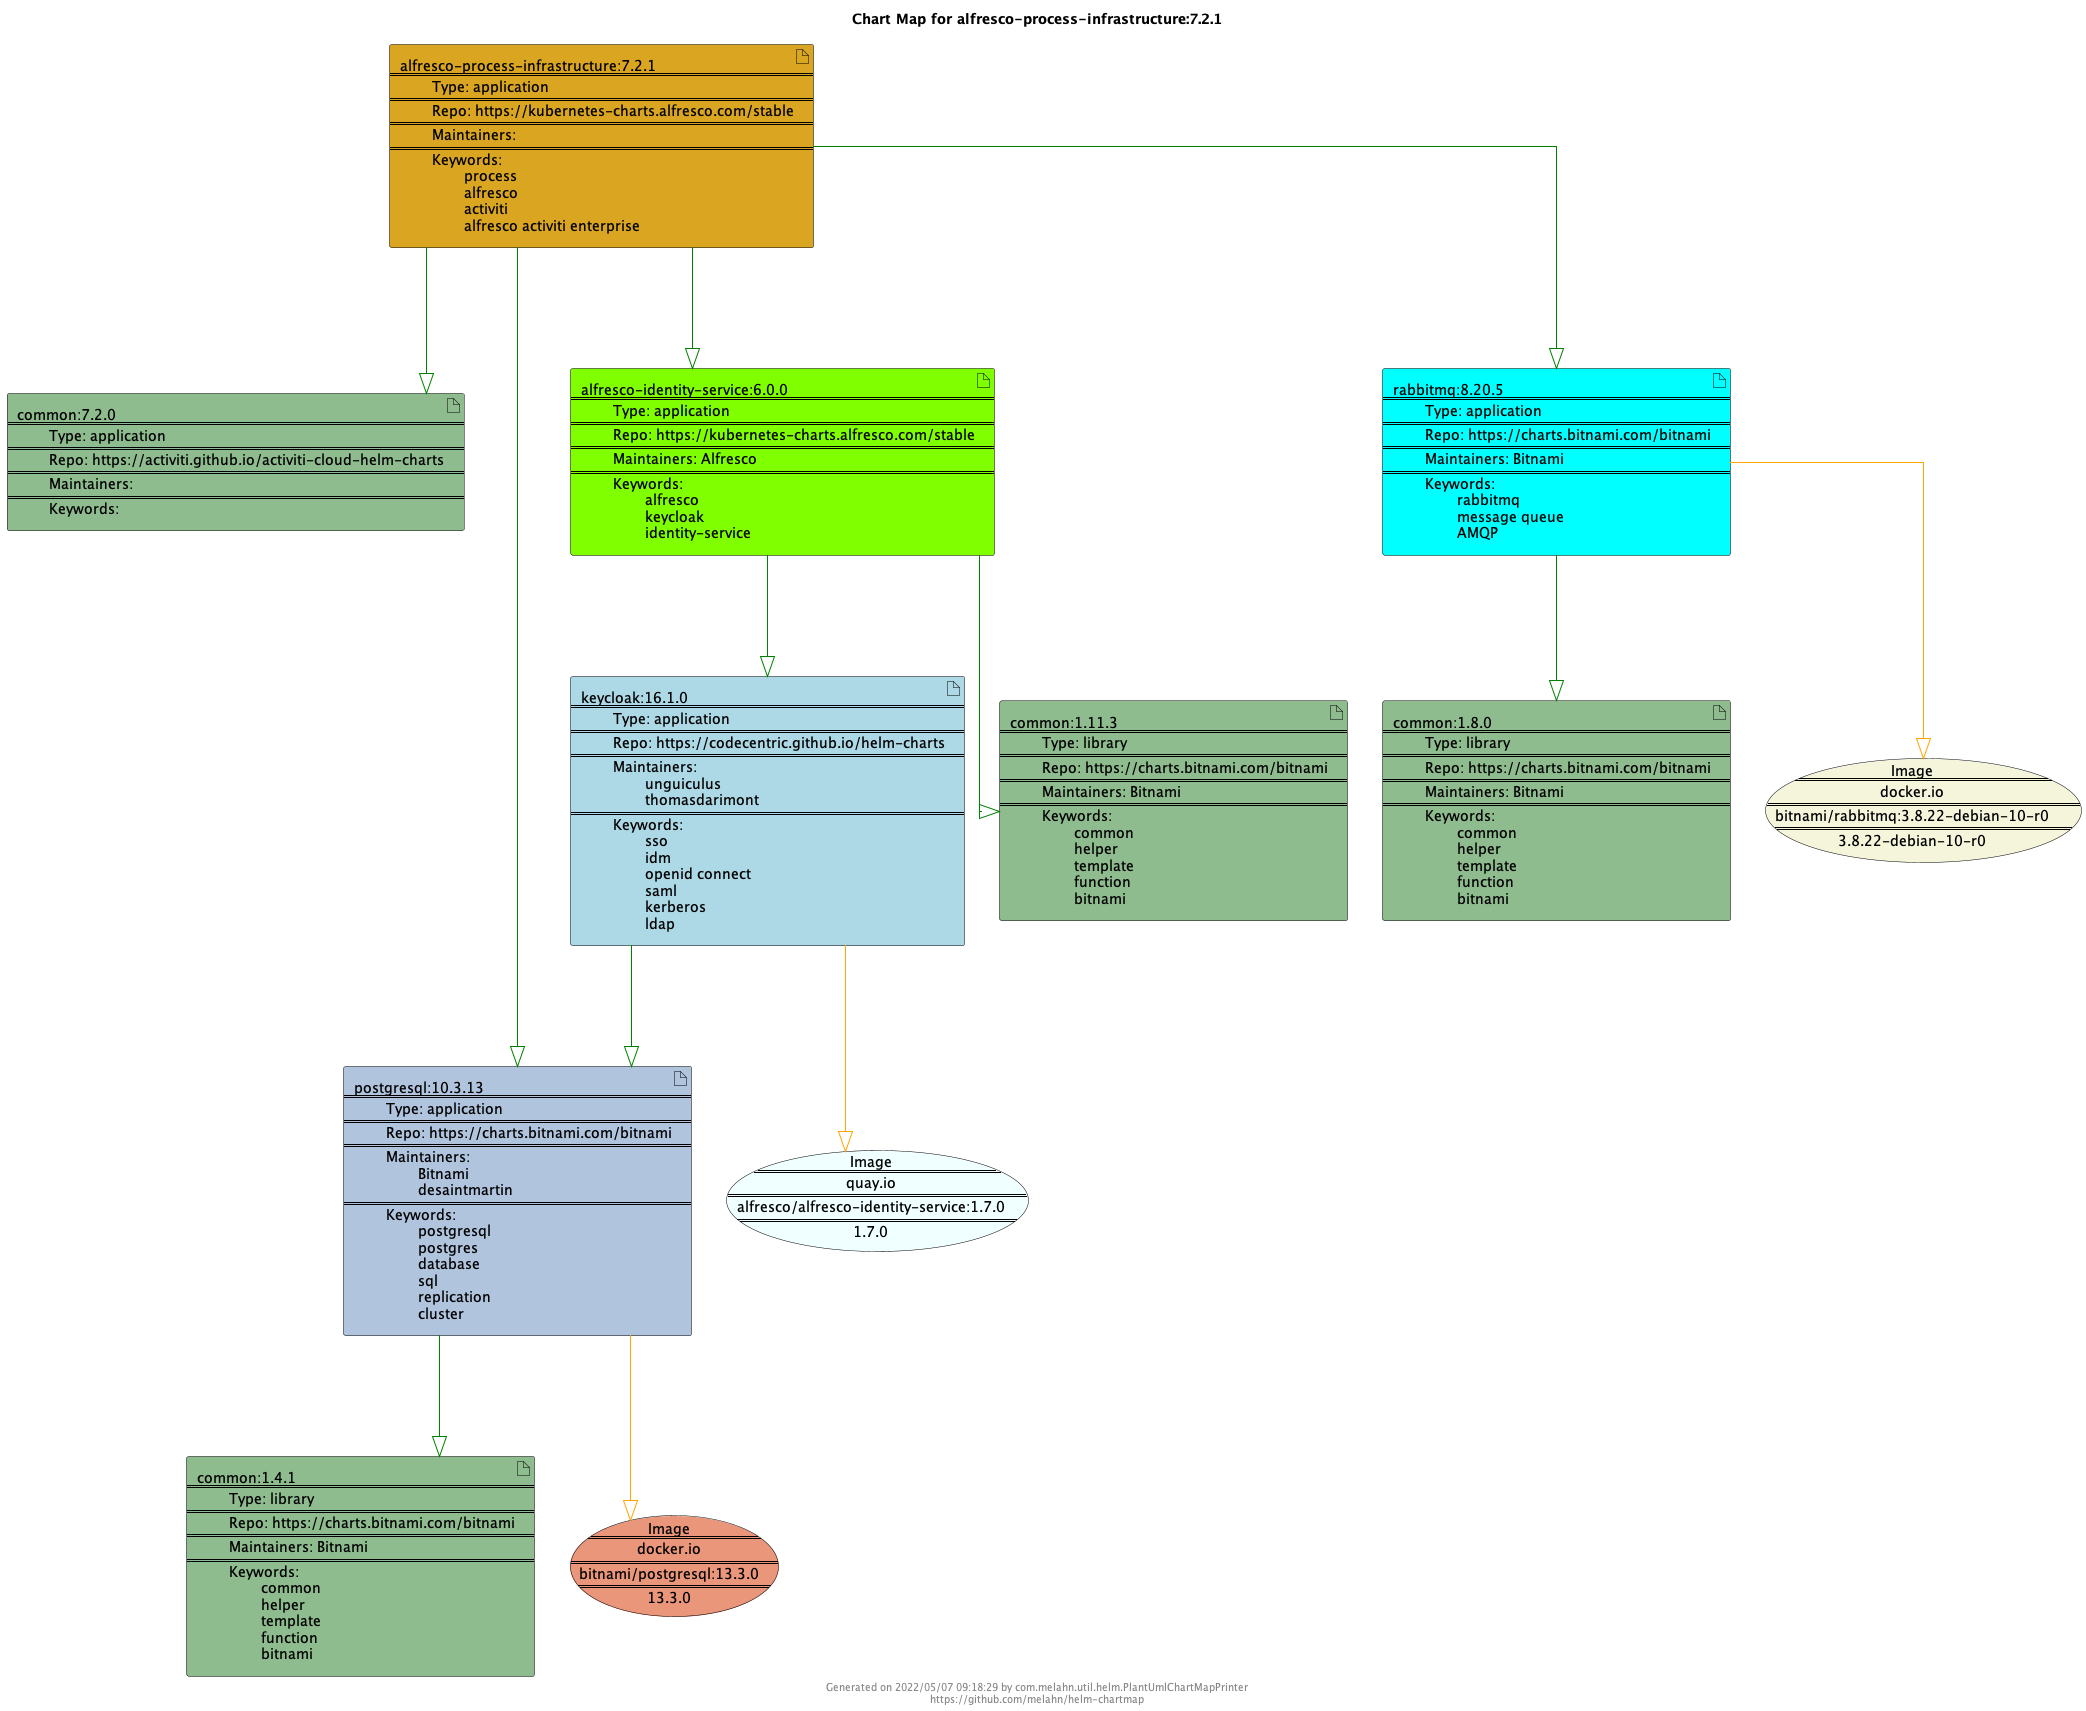 Chart Map for alfresco-process-infrastructure:7.2.1
alfresco-process-infrastructure:7.2.1
Type: application
Repo: https://kubernetes-charts.alfresco.com/stable
Maintainers:
Keywords:
process
alfresco
activiti
alfresco activiti enterprise
common:7.2.0
Type: application
Repo: https://activiti.github.io/activiti-cloud-helm-charts
Maintainers:
Keywords:
alfresco-identity-service:6.0.0
Type: application
Repo: https://kubernetes-charts.alfresco.com/stable
Maintainers: Alfresco
Keywords:
alfresco
keycloak
identity-service
rabbitmq:8.20.5
Type: application
Repo: https://charts.bitnami.com/bitnami
Maintainers: Bitnami
Keywords:
rabbitmq
message queue
AMQP
keycloak:16.1.0
Type: application
Repo: https://codecentric.github.io/helm-charts
Maintainers:
unguiculus
thomasdarimont
Keywords:
sso
idm
openid connect
saml
kerberos
ldap
common:1.11.3
Type: library
Repo: https://charts.bitnami.com/bitnami
Maintainers: Bitnami
Keywords:
common
helper
template
function
bitnami
common:1.8.0
Type: library
Repo: https://charts.bitnami.com/bitnami
Maintainers: Bitnami
Keywords:
common
helper
template
function
bitnami
Image
docker.io
bitnami/rabbitmq:3.8.22-debian-10-r0
3.8.22-debian-10-r0
postgresql:10.3.13
Type: application
Repo: https://charts.bitnami.com/bitnami
Maintainers:
Bitnami
desaintmartin
Keywords:
postgresql
postgres
database
sql
replication
cluster
Image
quay.io
alfresco/alfresco-identity-service:1.7.0
1.7.0
common:1.4.1
Type: library
Repo: https://charts.bitnami.com/bitnami
Maintainers: Bitnami
Keywords:
common
helper
template
function
bitnami
Image
docker.io
bitnami/postgresql:13.3.0
13.3.0
Generated on 2022/05/07 09:18:29 by com.melahn.util.helm.PlantUmlChartMapPrinter
https://github.com/melahn/helm-chartmap